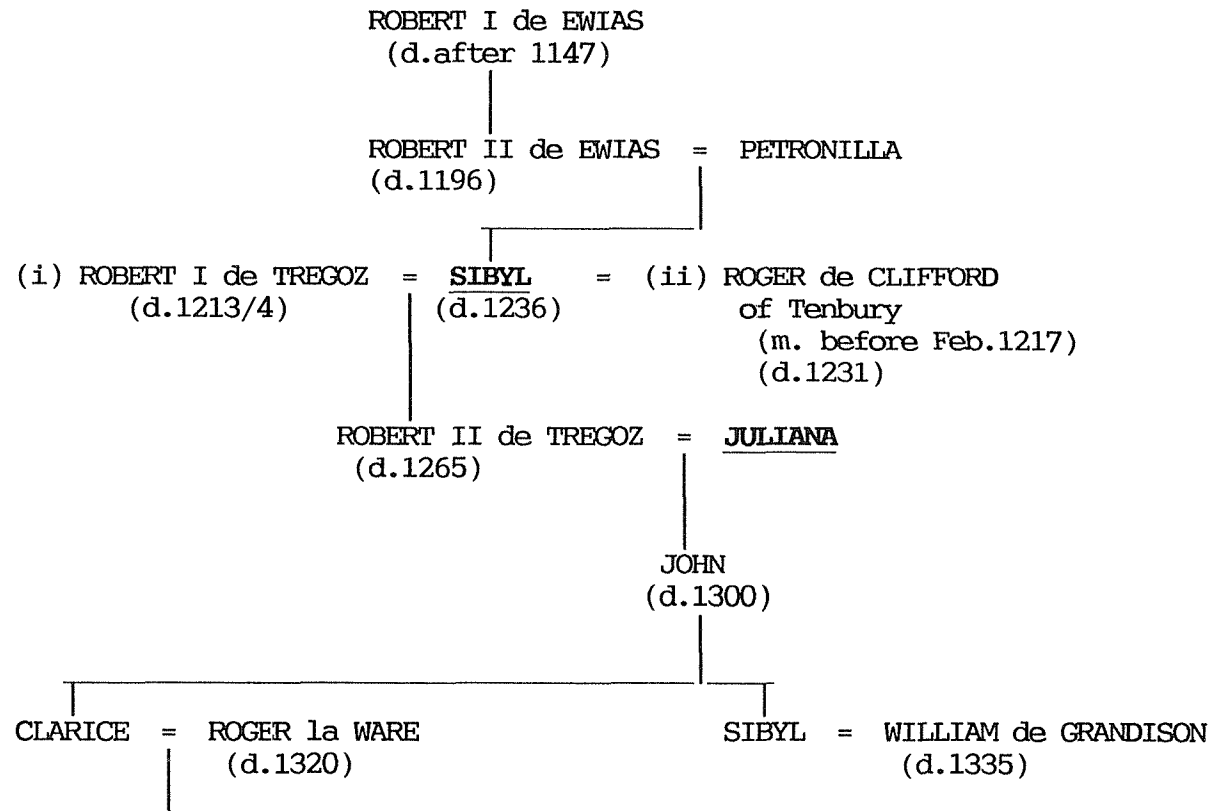 ROBERT I de EWIAS
(d.after 1147)
ROBERT II de EWIAS = PETRONILLA
(d.1196)
(i) ROBERT I de TREGOZ = SIBYL = (ii) ROGER de CLIFFORD
(d.1213/4) (d.1236) of Tenbury
(m. before Feb.1217)
(d.1231)
ROBERT II de TREGOZ = JULIANA
(d.1265)
JOHN
(d.1300)
CLARICE = ROGER la WARE SIBYL = WILLIAM de GRANDISON
(d.1320) (d.1335)